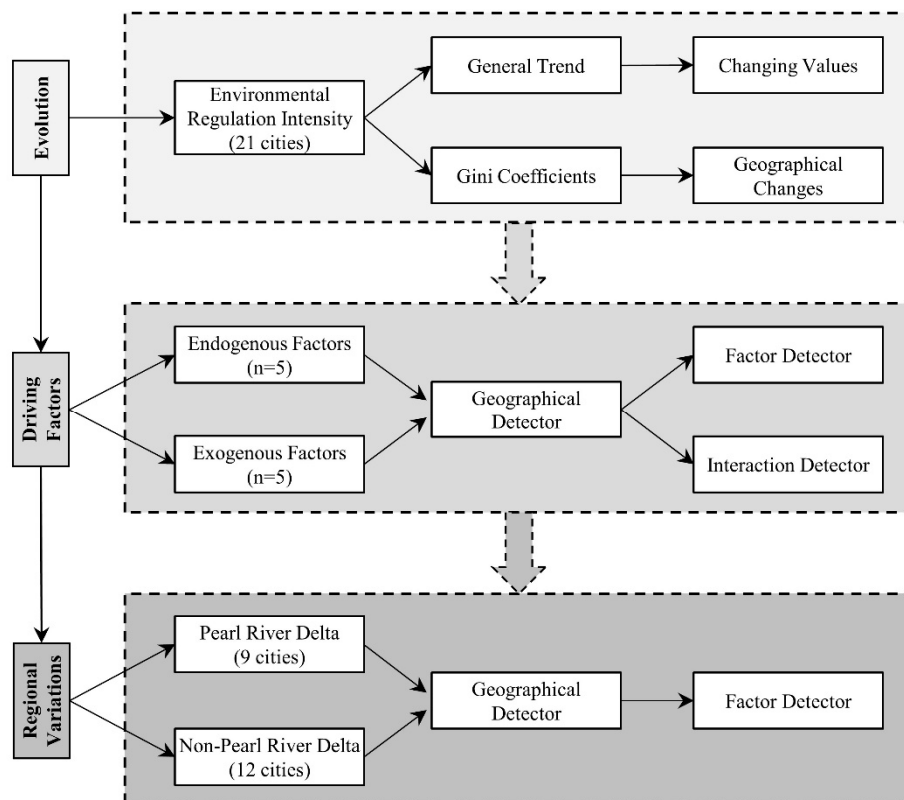 Evolution
Environmental
Regulation Intensity
(21 cities)
General Trend
Changing Values
Gini Coefficients
Geographical
Changes
Driving
Factors
Endogenous Factors
(n=5)
Exogenous Factors
(n=5)
Geographical
Detector
Factor Detector
Interaction Detector
Regional
Variations
Pearl River Delta
(9 cities)
Non-Pearl River Delta
(12 cities)
Geographical
Detector
Factor Detector